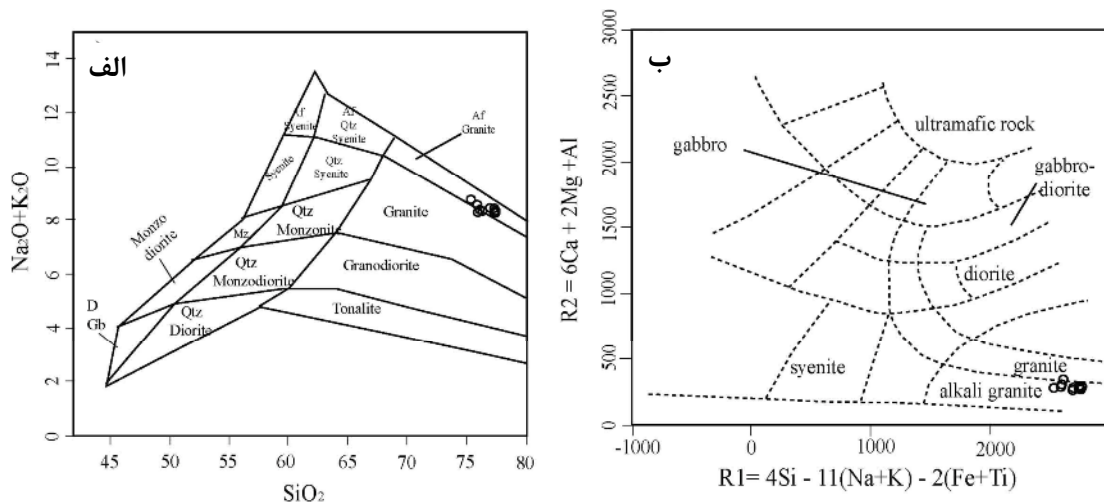 الف
14
12
10
8
6
4
2
0
Na₂O+K₂O
45
50
55
60
65
70
75
80
SiO₂
Af
Syenite
Af
Qtz
Syenite
Af
Granite
Syenite
Qtz
Syenite
Monzo
diorite
Mz
Qtz
Monzonite
Granite
Qtz
Monzodiorite
Granodiorite
D
Gb
Qtz
Diorite
Tonalite
ب
3000
2500
2000
1500
1000
500
0
R2 = 6Ca + 2Mg +Al
-1000
0
1000
2000
R1= 4Si - 11(Na+K) - 2(Fe+Ti)
ultramafic rock
gabbro
gabbro-
diorite
diorite
syenite
granite
alkali granite